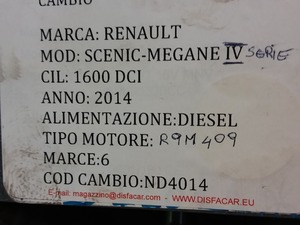 CAMBIO
MARCA: RENAULT
MOD: SCENIC-MEGANE IV SERIE
CIL: 1600 DCI
ANNO: 2014
ALIMENTAZIONE: DIESEL
TIPO MOTORE: R9M 409
MARCE:6
COD CAMBIO:ND4014
E-mail: magazzino@disfacar.eu - WWW.DISFACAR.EU